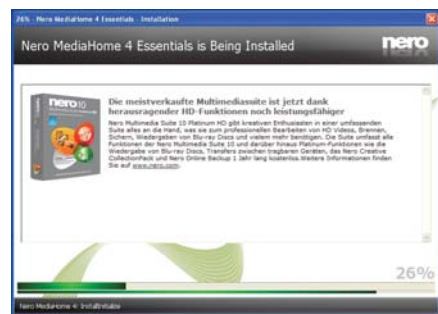 26% - Nero MediaHome 4 Essentials - Installation
Nero MediaHome 4 Essentials is Being Installed
nero
nero10
Die meistverkaufte Multimediasuite ist jetzt dank
herausragender HD-Funktionen noch leistungsfähiger
Nero Multimedia Suite 10 Platinum HD gibt kreativen Enthusiasten in einer umfassenden
Suite alles an die Hand, was sie zum professionellen Bearbeiten von HD Videos, Brennen,
Sichern, Wiedergeben von Blu-ray Discs und vielem mehr benötigen. Die Suite umfasst alle
Funktionen der Nero Multimedia Suite 10 und darüber hinaus Platinum-Funktionen wie die
Wiedergabe von Blu-ray Discs, Transfers zwischen tragbaren Geräten, das Nero Creative
CollectionPack und Nero Online Backup 1 Jahr lang kostenlos.Weitere Informationen finden
Sie auf www.nero.com.
26%
Nero MediaHome 4: InstallInitialize